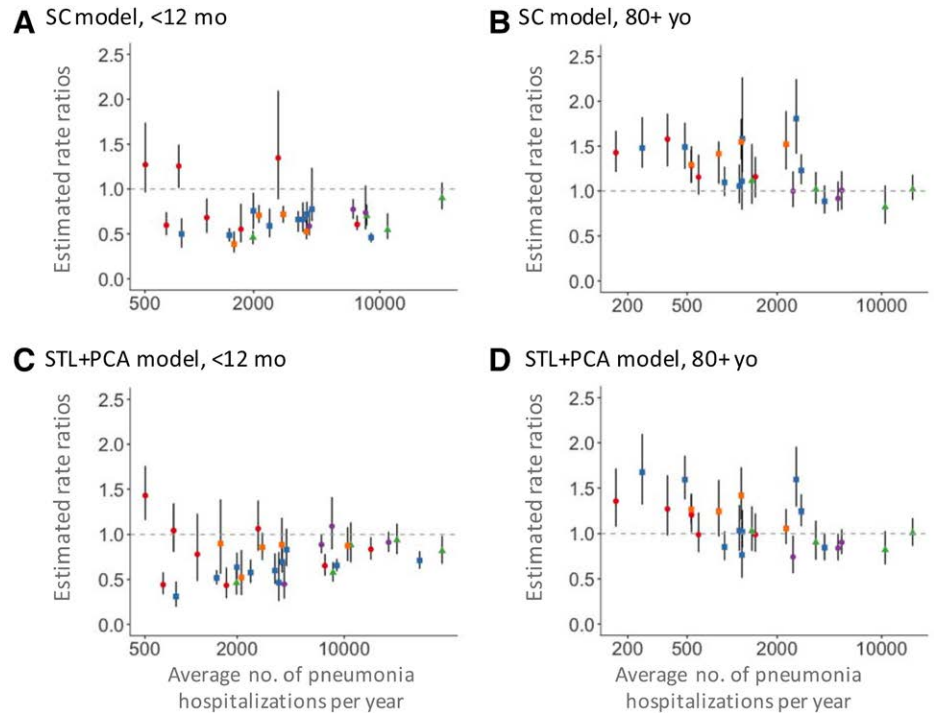 A SC model, <12 mo
Estimated rate ratios
2.5
2.0
1.5
1.0
0.5
0.0
500 2000 10000
B SC model, 80+ yo
Estimated rate ratios
2.5
2.0
1.5
1.0
0.5
0.0
200 500 2000 10000
C STL+PCA model, <12 mo
Estimated rate ratios
2.5
2.0
1.5
1.0
0.5
0.0
500 2000 10000
Average no. of pneumonia
hospitalizations per year
D STL+PCA model, 80+ yo
Estimated rate ratios
2.5
2.0
1.5
1.0
0.5
0.0
200 500 2000 10000
Average no. of pneumonia
hospitalizations per year